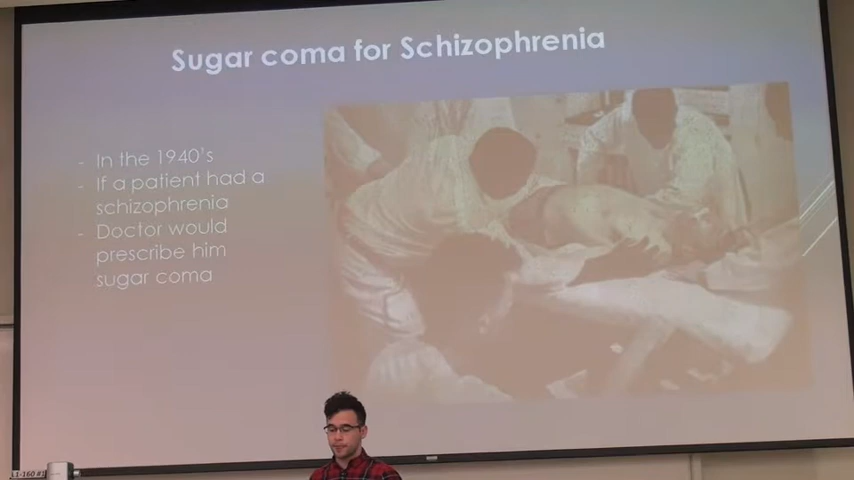 Sugar coma for Schizophrenia
- In the 1940's
- If a patient had a
schizophrenia
- Doctor would
prescribe him
sugar coma